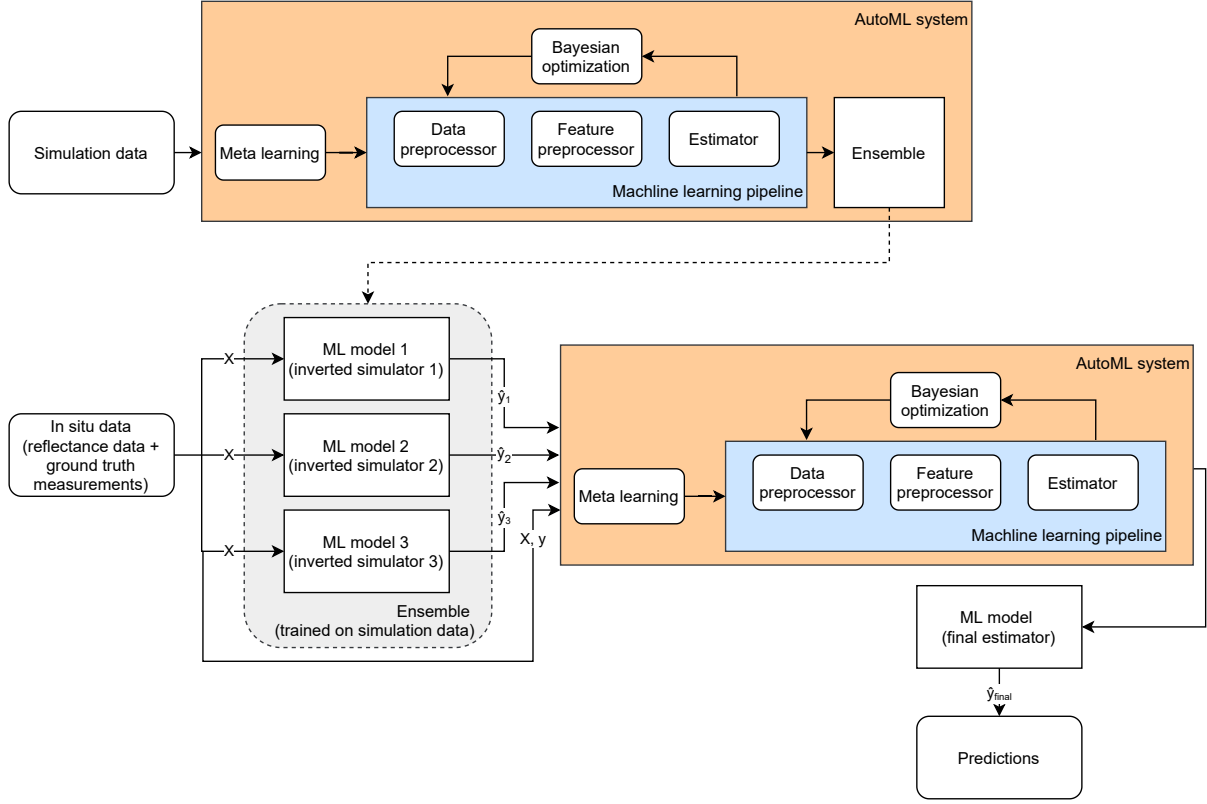 AutoML system
Bayesian
optimization
Simulation data
Meta learning
Data
preprocessor
Feature
preprocessor
Estimator
Machline learning pipeline
Ensemble
In situ data
(reflectance data +
ground truth
measurements)
X
X
X
ML model 1
(inverted simulator 1)
ML model 2
(inverted simulator 2)
ML model 3
(inverted simulator 3)
Ensemble
(trained on simulation data)
ŷ₁
ŷ₂
ŷ₃
X, y
AutoML system
Bayesian
optimization
Meta learning
Data
preprocessor
Feature
preprocessor
Estimator
Machline learning pipeline
ML model
(final estimator)
ŷfinal
Predictions